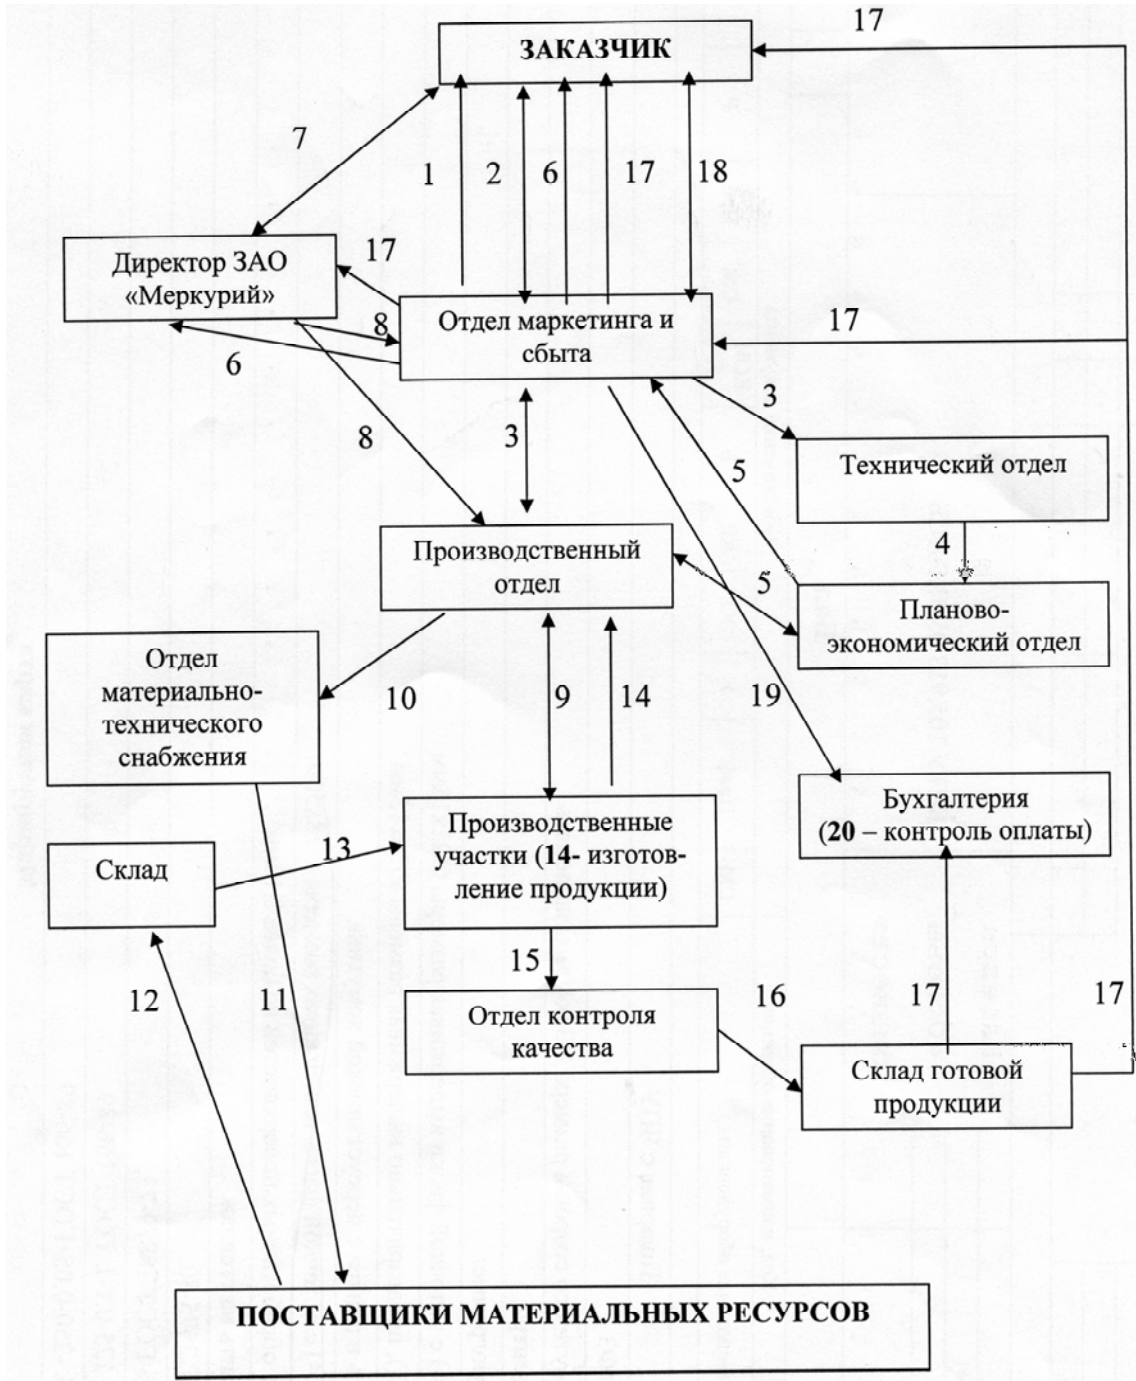 17
ЗАКАЗЧИК
7
1
2
6
17
18
Директор ЗАО
«Меркурий»
17
8
6
Отдел маркетинга и
сбыта
17
8
3
3
Технический отдел
5
4
Производственный
отдел
5
Планово-
экономический отдел
Отдел
материально-
технического
снабжения
10
9
14
19
Бухгалтерия
(20 – контроль оплаты)
Склад
13
Производственные
участки (14- изготов-
ление продукции)
12
11
15
Отдел контроля
качества
16
17
17
Склад готовой
продукции
ПОСТАВЩИКИ МАТЕРИАЛЬНЫХ РЕСУРСОВ